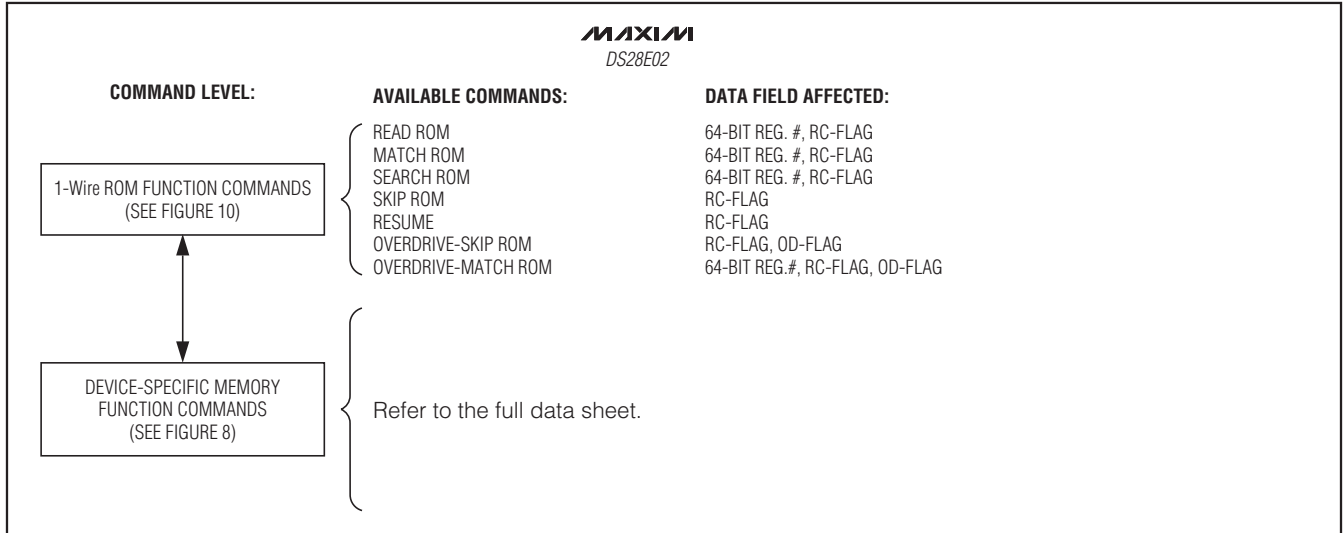 MAXIM
DS28E02
COMMAND LEVEL: AVAILABLE COMMANDS: DATA FIELD AFFECTED:
1-Wire ROM FUNCTION COMMANDS
(SEE FIGURE 10)
READ ROM 64-BIT REG. #, RC-FLAG
MATCH ROM 64-BIT REG. #, RC-FLAG
SEARCH ROM 64-BIT REG. #, RC-FLAG
SKIP ROM RC-FLAG
RESUME RC-FLAG
OVERDRIVE-SKIP ROM RC-FLAG, OD-FLAG
OVERDRIVE-MATCH ROM 64-BIT REG.#, RC-FLAG, OD-FLAG
DEVICE-SPECIFIC MEMORY
FUNCTION COMMANDS
(SEE FIGURE 8)
Refer to the full data sheet.